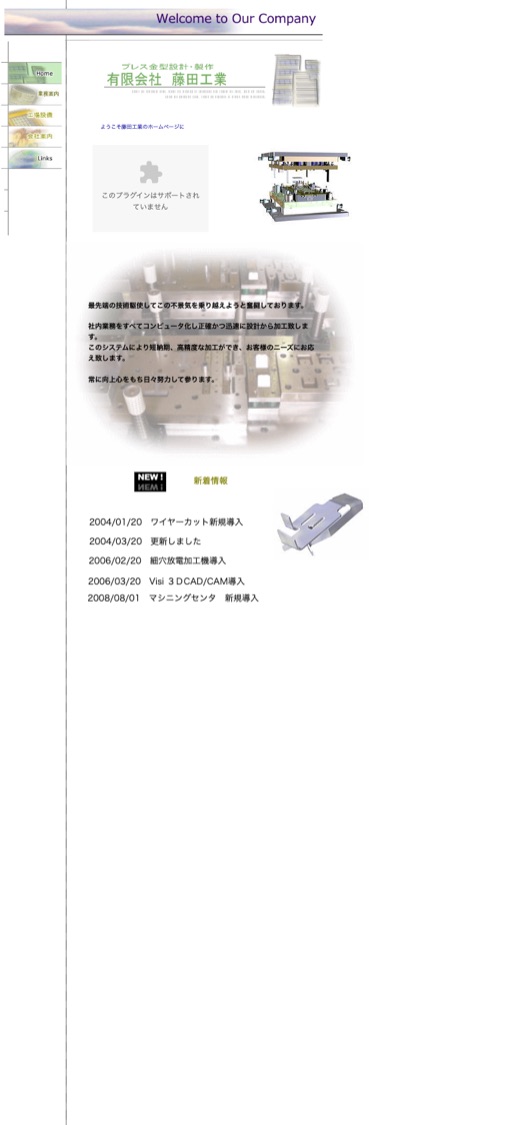 Welcome to Our Company
Home
業務案内
工場設備
会社案内
Links
プレス金型設計・製作
有限会社 藤田工業
ようこそ藤田工業のホームページに
このプラグインはサポートされ
ていません
最先端の技術駆使してこの不景気を乗り越えようと奮闘しております。
社内業務をすべてコンピュータ化し正確かつ迅速に設計から加工致しま
す。
このシステムにより短納期、高精度な加工ができ、お客様のニーズにお応
え致します。
常に向上心をもち日々努力して参ります。
NEW !
新着情報
2004/01/20 ワイヤーカット新規導入
2004/03/20 更新しました
2006/02/20 細穴放電加工機導入
2006/03/20 Visi ３DCAD/CAM導入
2008/08/01 マシニングセンタ 新規導入